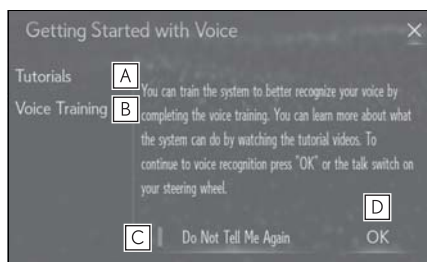 Getting Started with Voice ×
Tutorials A
Voice Training B
You can train the system to better recognize your voice by
completing the voice training. You can learn more about what
the system can do by watching the tutorial videos. To
continue to voice recognition press "OK" or the talk switch on
your steering wheel.
D
C Do Not Tell Me Again OK